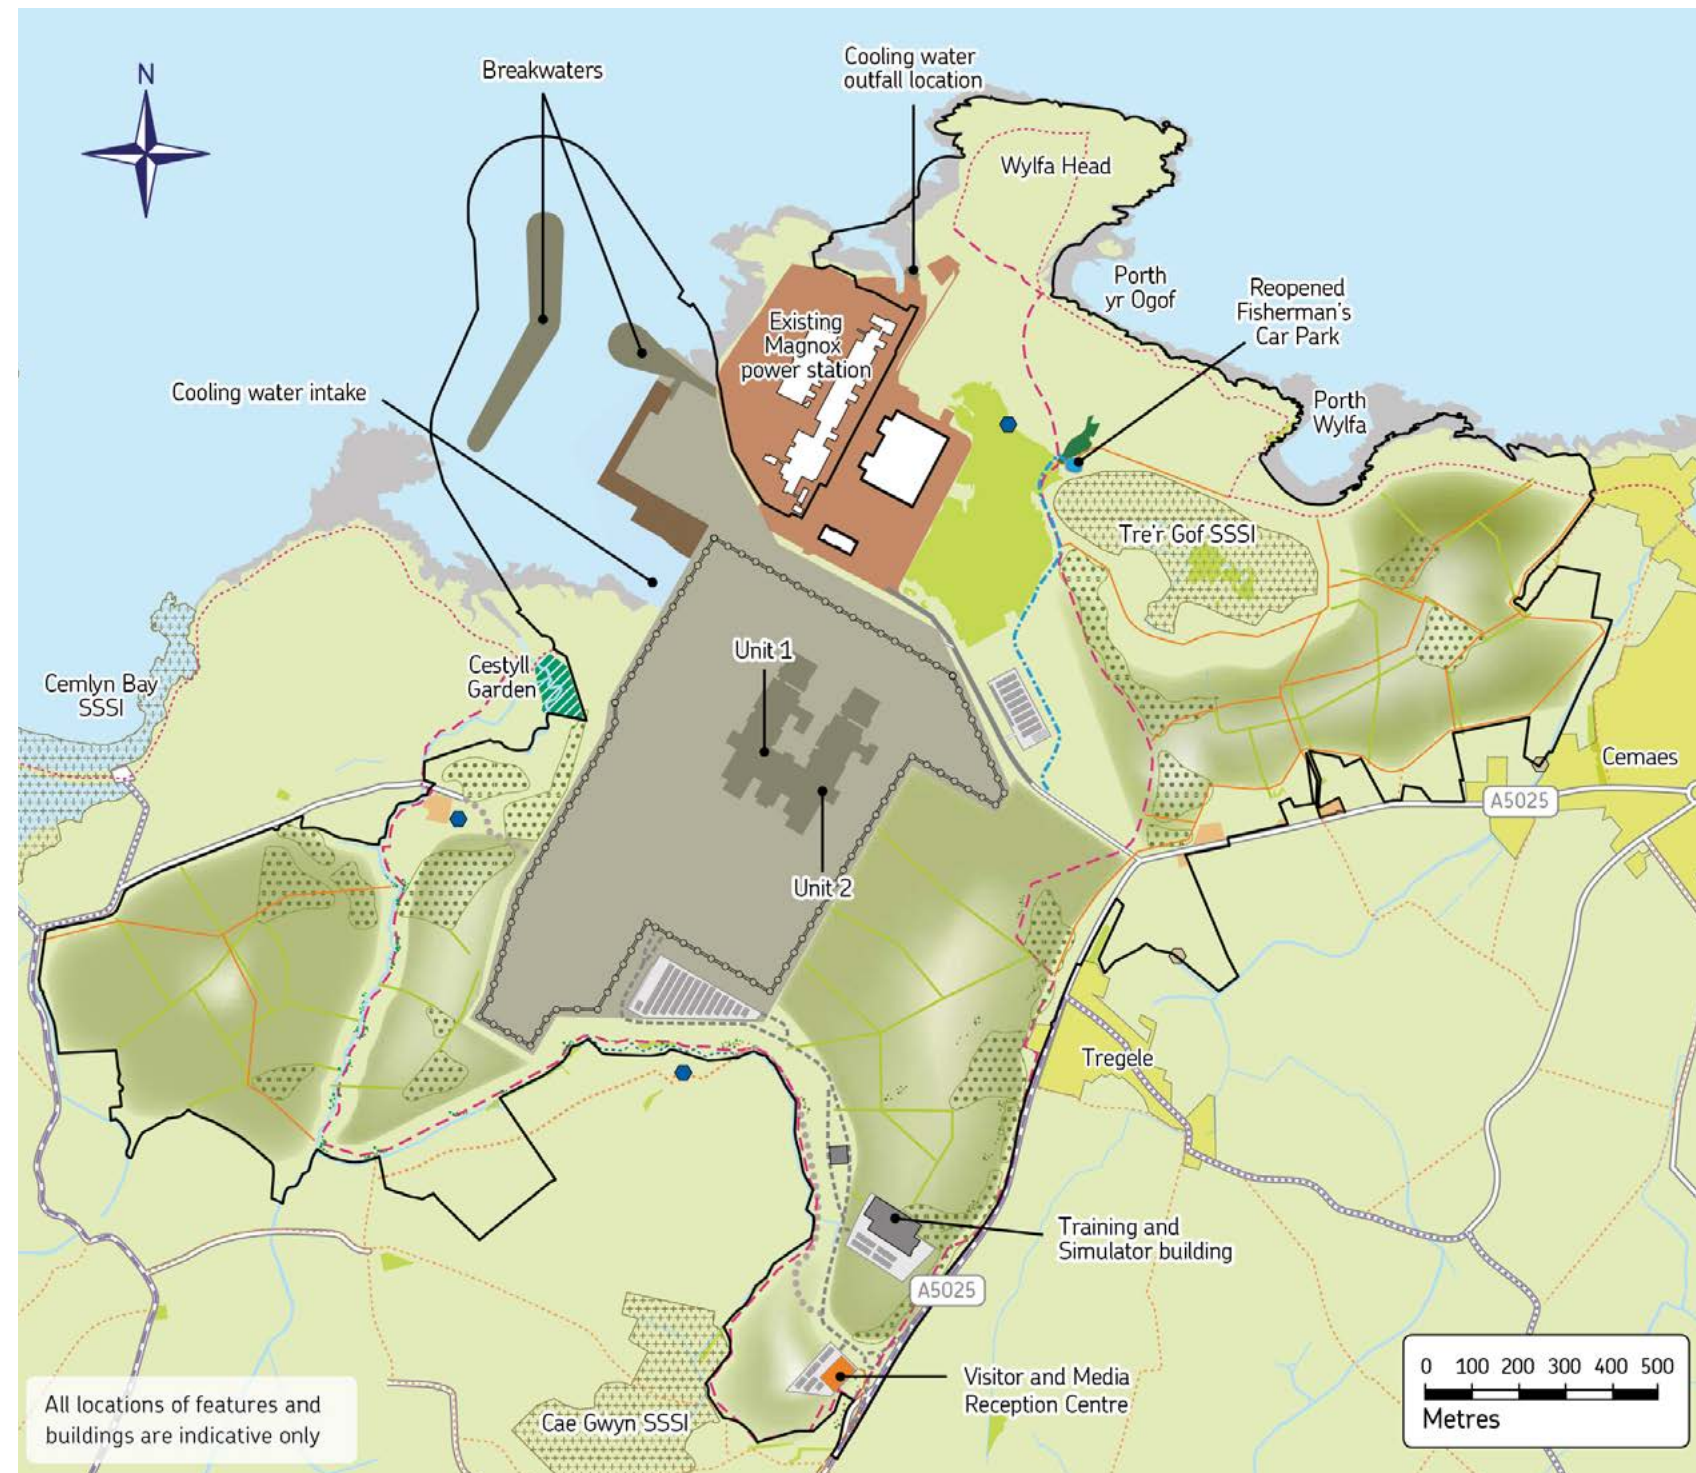 N
Breakwaters
Cooling water
outfall location
Wylfa Head
Porth
yr Ogof
Reopened
Fisherman's
Car Park
Existing
Magnox
power station
Cooling water intake
Porth
Wylfa
Tre'r Gof SSSI
Unit 1
Cestyll
Garden
Cemlyn Bay
SSSI
Cemaes
A5025
Unit 2
Tregele
Training and
Simulator building
A5025
Visitor and Media
Reception Centre
Cae Gwyn SSSI
All locations of features and
buildings are indicative only
0 100 200 300 400 500
Metres